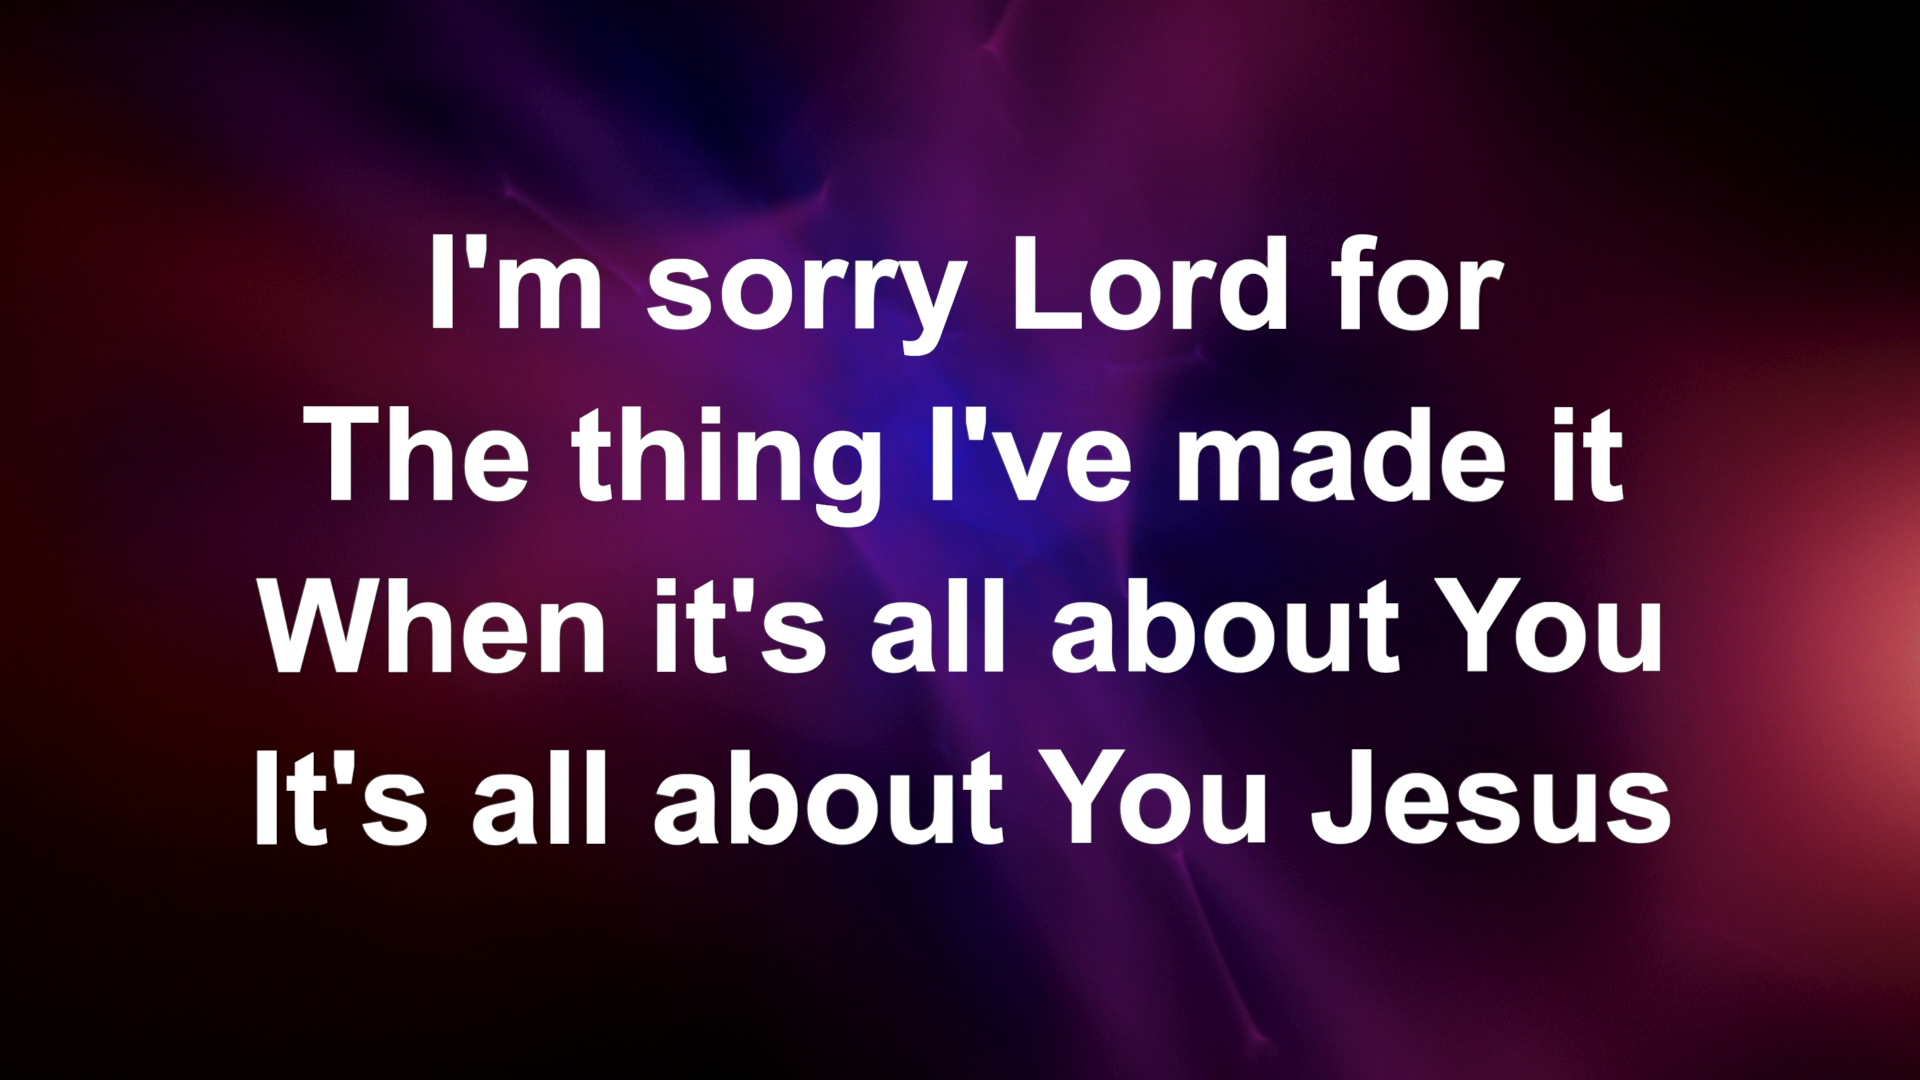 I'm sorry Lord for
The thing I've made it
When it's all about You
It's all about You Jesus